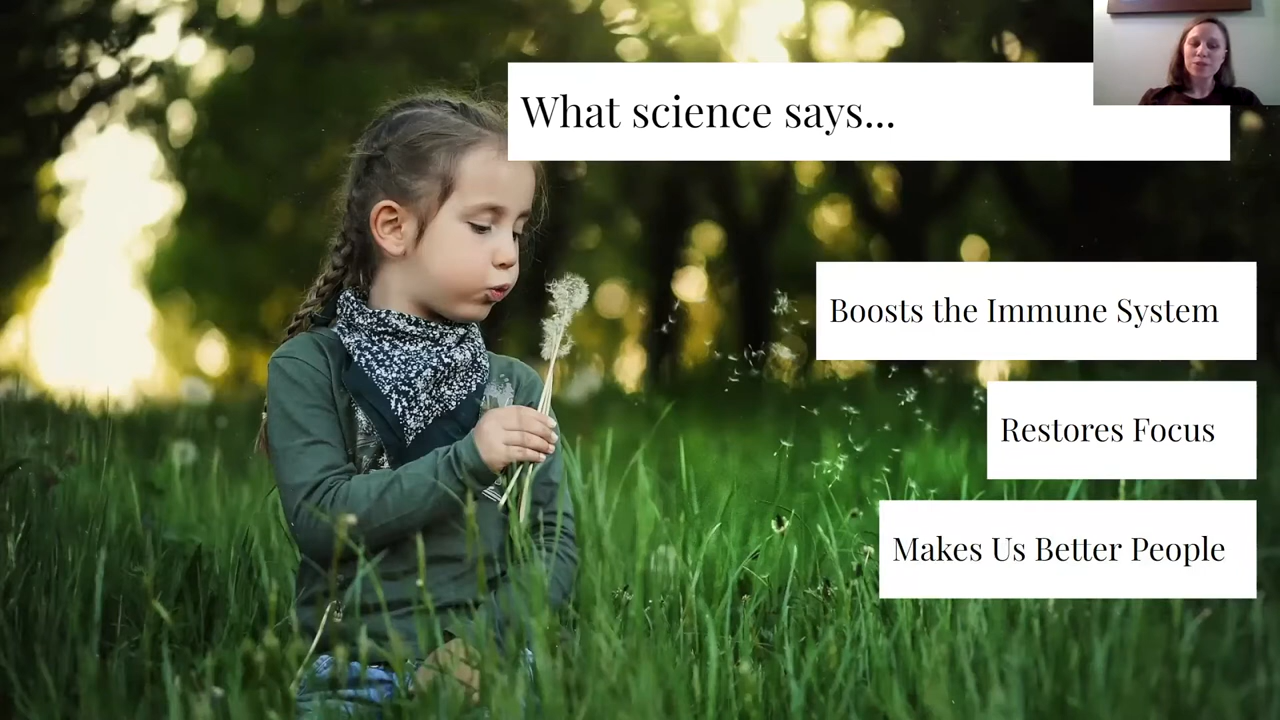 What science says...
Boosts the Immune System
Restores Focus
Makes Us Better People